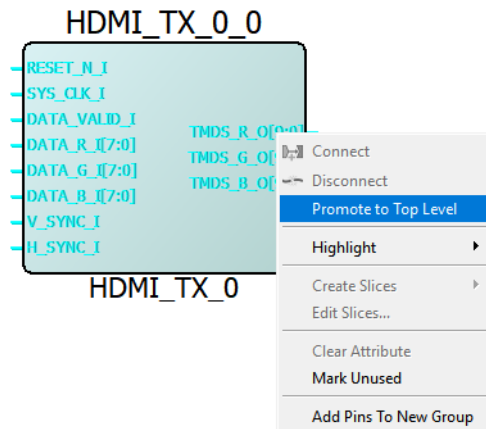 HDMI_TX_0_0
RESET_N_I
SYS_CLK_I
DATA_VALID_I
DATA_R_I[7:0]
DATA_G_I[7:0]
DATA_B_I[7:0]
V_SYNC_I
H_SYNC_I
TMDS_R_O[9:0]
TMDS_G_O[
TMDS_B_O[
HDMI_TX_0
Connect
Disconnect
Promote to Top Level
Highlight
Create Slices
Edit Slices...
Clear Attribute
Mark Unused
Add Pins To New Group